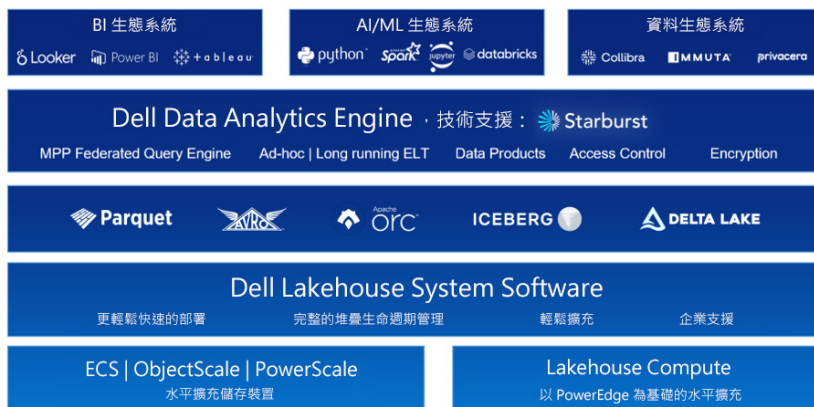 BI 生態系統
Looker Power BI +ableau
AI/ML 生態系統
python APACHE Spark jupyter databricks
資料生態系統
Collibra IMMUTA privacera
Dell Data Analytics Engine，技術支援： Starburst
MPP Federated Query Engine Ad-hoc | Long running ELT Data Products Access Control Encryption
Parquet AVRO Apache orc ICEBERG DELTA LAKE
Dell Lakehouse System Software
更輕鬆快速的部署 完整的堆疊生命週期管理 輕鬆擴充 企業支援
ECS | ObjectScale | PowerScale
水平擴充儲存裝置
Lakehouse Compute
以 PowerEdge 為基礎的水平擴充